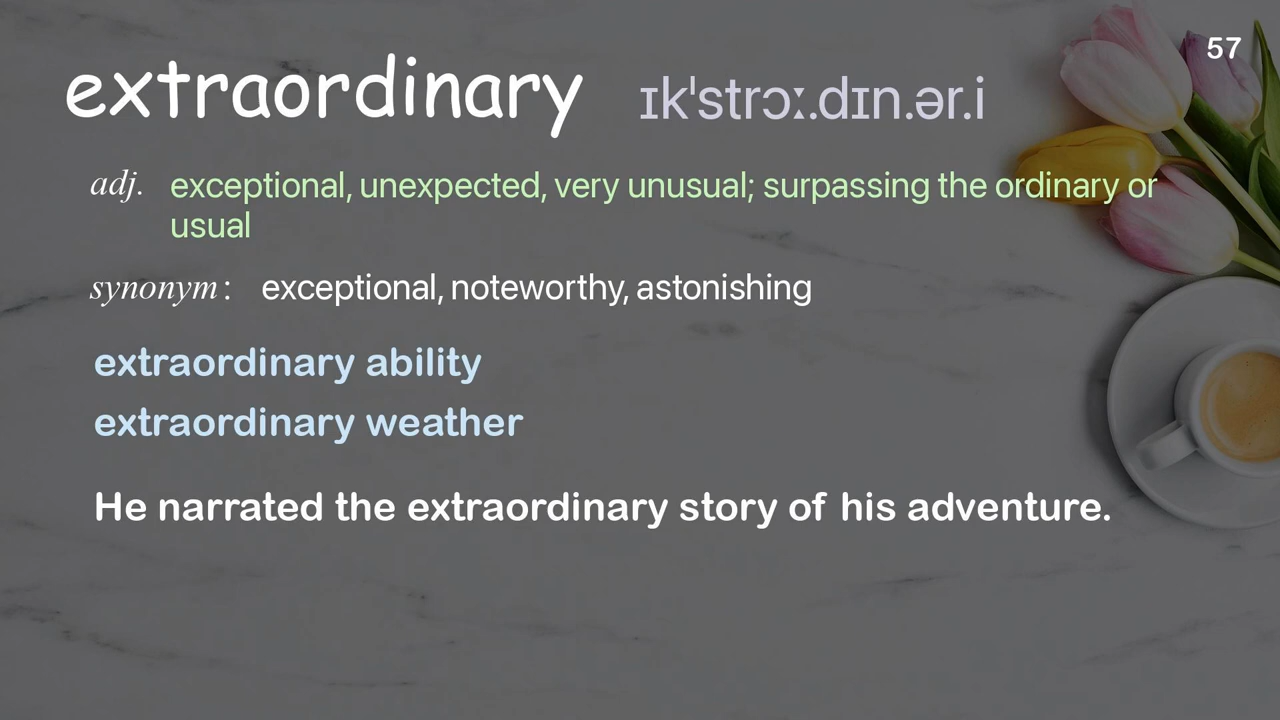 57
extraordinary ɪkˈstrɔː.dɪn.ər.i
adj. exceptional, unexpected, very unusual; surpassing the ordinary or
usual
synonym: exceptional, noteworthy, astonishing
extraordinary ability
extraordinary weather
He narrated the extraordinary story of his adventure.